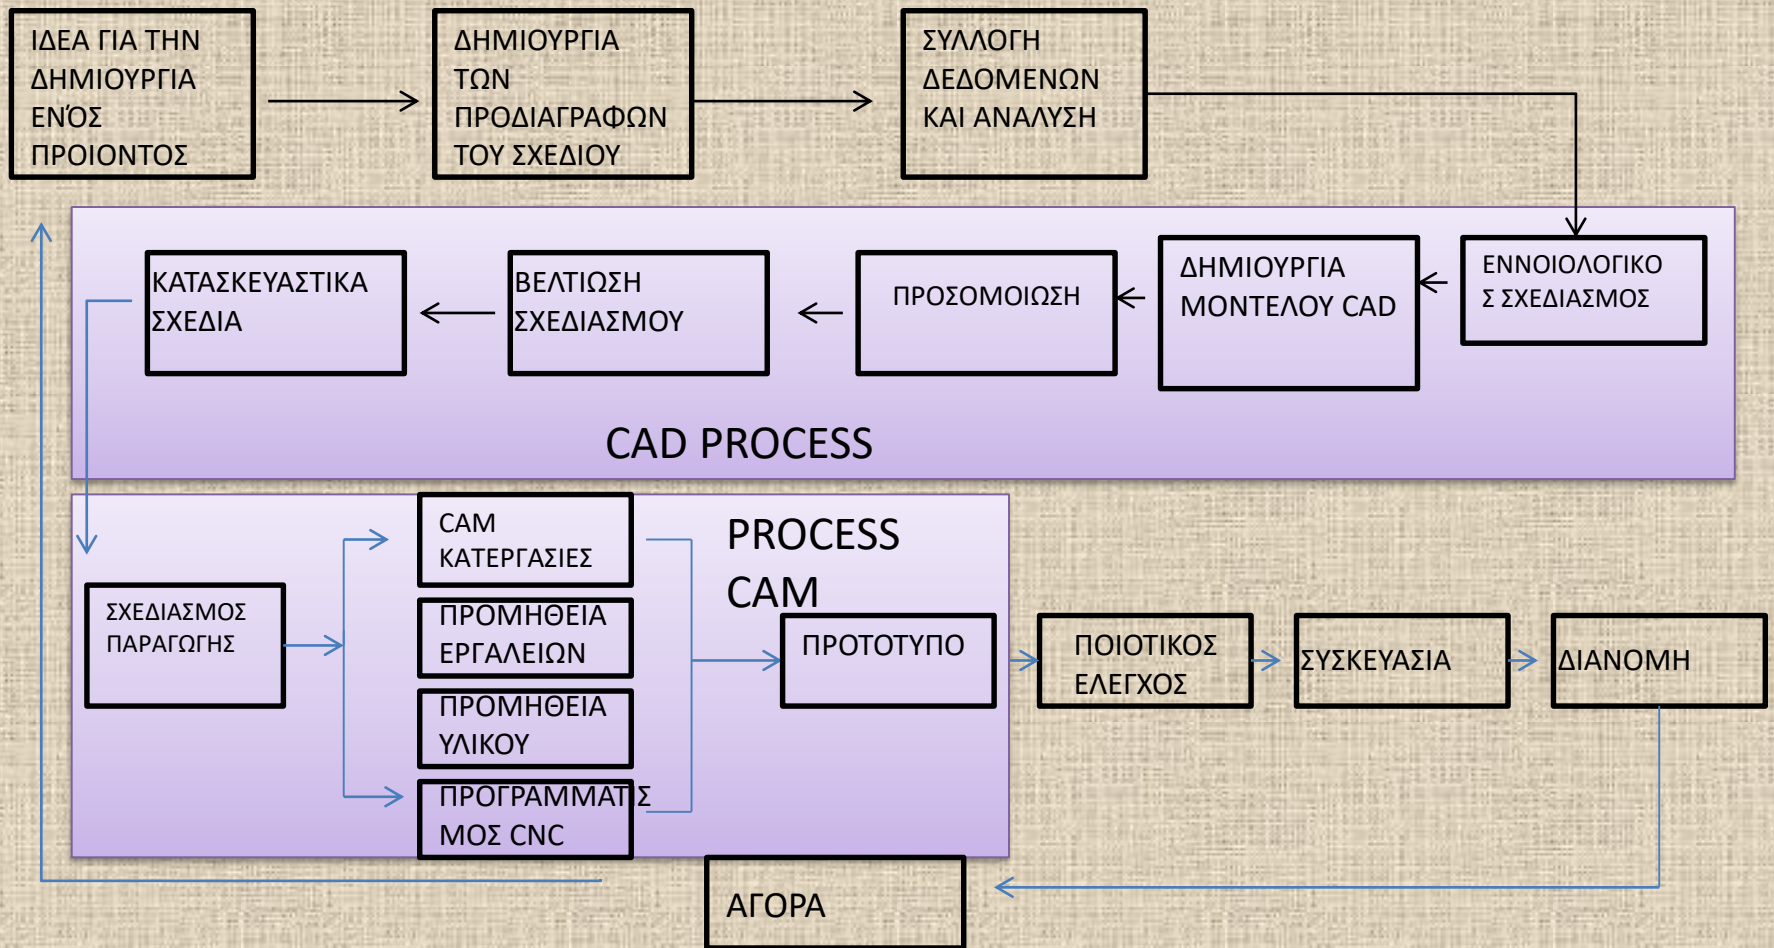 ΙΔΕΑ ΓΙΑ ΤΗΝ
ΔΗΜΙΟΥΡΓΙΑ
ΕΝΌΣ
ΠΡΟΙΟΝΤΟΣ
ΔΗΜΙΟΥΡΓΙΑ
ΤΩΝ
ΠΡΟΔΙΑΓΡΑΦΩΝ
ΤΟΥ ΣΧΕΔΙΟΥ
ΣΥΛΛΟΓΗ
ΔΕΔΟΜΕΝΩΝ
ΚΑΙ ΑΝΑΛΥΣΗ
ΕΝΝΟΙΟΛΟΓΙΚΟ
Σ ΣΧΕΔΙΑΣΜΟΣ
ΔΗΜΙΟΥΡΓΙΑ
ΜΟΝΤΕΛΟΥ CAD
ΠΡΟΣΟΜΟΙΩΣΗ
ΒΕΛΤΙΩΣΗ
ΣΧΕΔΙΑΣΜΟΥ
ΚΑΤΑΣΚΕΥΑΣΤΙΚΑ
ΣΧΕΔΙΑ
CAD PROCESS
ΣΧΕΔΙΑΣΜΟΣ
ΠΑΡΑΓΩΓΗΣ
CAM
ΚΑΤΕΡΓΑΣΙΕΣ
ΠΡΟΜΗΘΕΙΑ
ΕΡΓΑΛΕΙΩΝ
ΠΡΟΜΗΘΕΙΑ
ΥΛΙΚΟΥ
ΠΡΟΓΡΑΜΜΑΤΙΣ
ΜΟΣ CNC
PROCESS
CAM
ΠΡΟΤΟΤΥΠΟ
ΠΟΙΟΤΙΚΟΣ
ΕΛΕΓΧΟΣ
ΣΥΣΚΕΥΑΣΙΑ
ΔΙΑΝΟΜΗ
ΑΓΟΡΑ